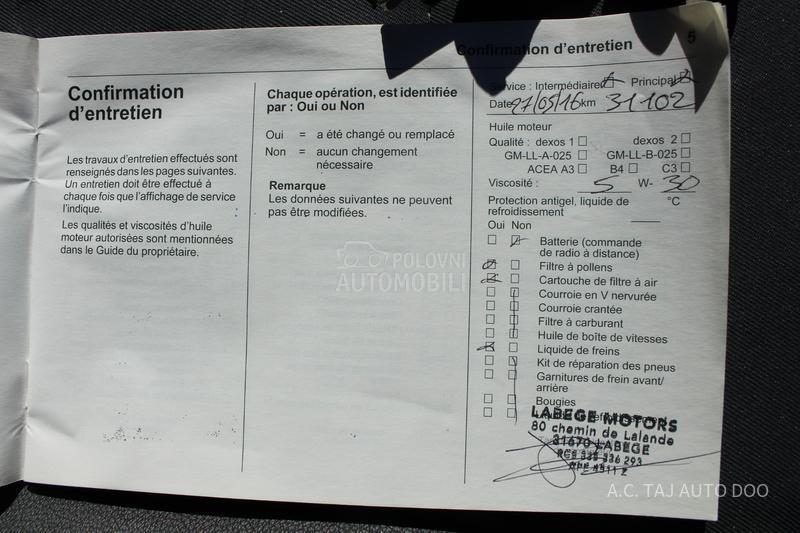 Confirmation d'entretien
5
Confirmation
d'entretien
Les travaux d'entretien effectués sont
renseignés dans les pages suivantes.
Un entretien doit être effectué à
chaque fois que l'affichage de service
l'indique.
Les qualités et viscosités d'huile
moteur autorisées sont mentionnées
dans le Guide du propriétaire.
Chaque opération, est identifiée
par : Oui ou Non
Oui = a été changé ou remplacé
Non = aucun changement
nécessaire
Remarque
Les données suivantes ne peuvent
pas être modifiées.
Service : Intermédiaire Principal
Date 27/05/16 km 31102
Huile moteur
Qualité : dexos 1 dexos 2
GM-LL-A-025 GM-LL-B-025
ACEA A3 B4 C3
Viscosité : 5 W- 30
Protection antigel, liquide de
refroidissement °C
Oui Non
Batterie (commande
de radio à distance)
Filtre à pollens
Cartouche de filtre à air
Courroie en V nervurée
Courroie crantée
Filtre à carburant
Huile de boîte de vitesses
Liquide de freins
Kit de réparation des pneus
Garnitures de frein avant/
arrière
Bougies
LABEGE MOTORS
80 chemin de Lalande
31670 LABEGE
POLOVNI
AUTOMOBILI
A.C. TAJ AUTO DOO